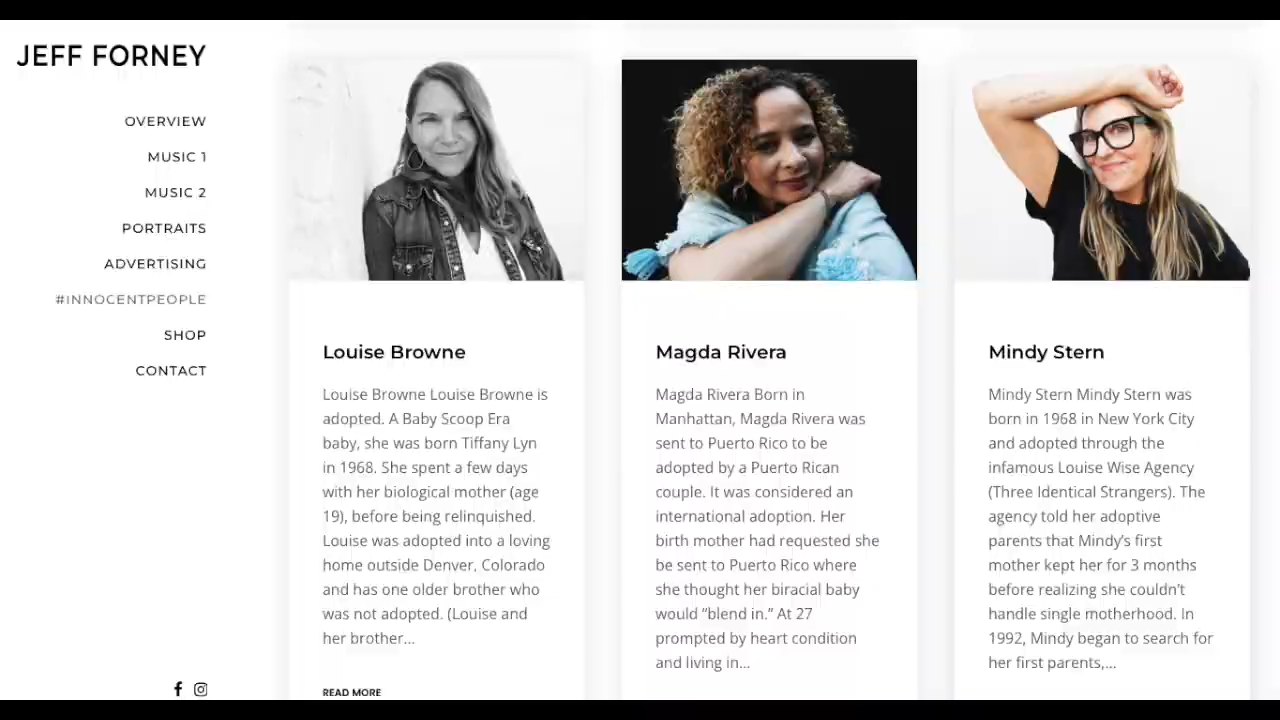 JEFF FORNEY
OVERVIEW
MUSIC 1
MUSIC 2
PORTRAITS
ADVERTISING
#INNOCENTPEOPLE
SHOP
CONTACT
Louise Browne
Louise Browne Louise Browne is
adopted. A Baby Scoop Era
baby, she was born Tiffany Lyn
in 1968. She spent a few days
with her biological mother (age
19), before being relinquished.
Louise was adopted into a loving
home outside Denver, Colorado
and has one older brother who
was not adopted. (Louise and
her brother...
READ MORE
Magda Rivera
Magda Rivera Born in
Manhattan, Magda Rivera was
sent to Puerto Rico to be
adopted by a Puerto Rican
couple. It was considered an
international adoption. Her
birth mother had requested she
be sent to Puerto Rico where
she thought her biracial baby
would “blend in.” At 27
prompted by heart condition
and living in...
Mindy Stern
Mindy Stern Mindy Stern was
born in 1968 in New York City
and adopted through the
infamous Louise Wise Agency
(Three Identical Strangers). The
agency told her adoptive
parents that Mindy’s first
mother kept her for 3 months
before realizing she couldn’t
handle single motherhood. In
1992, Mindy began to search for
her first parents,...